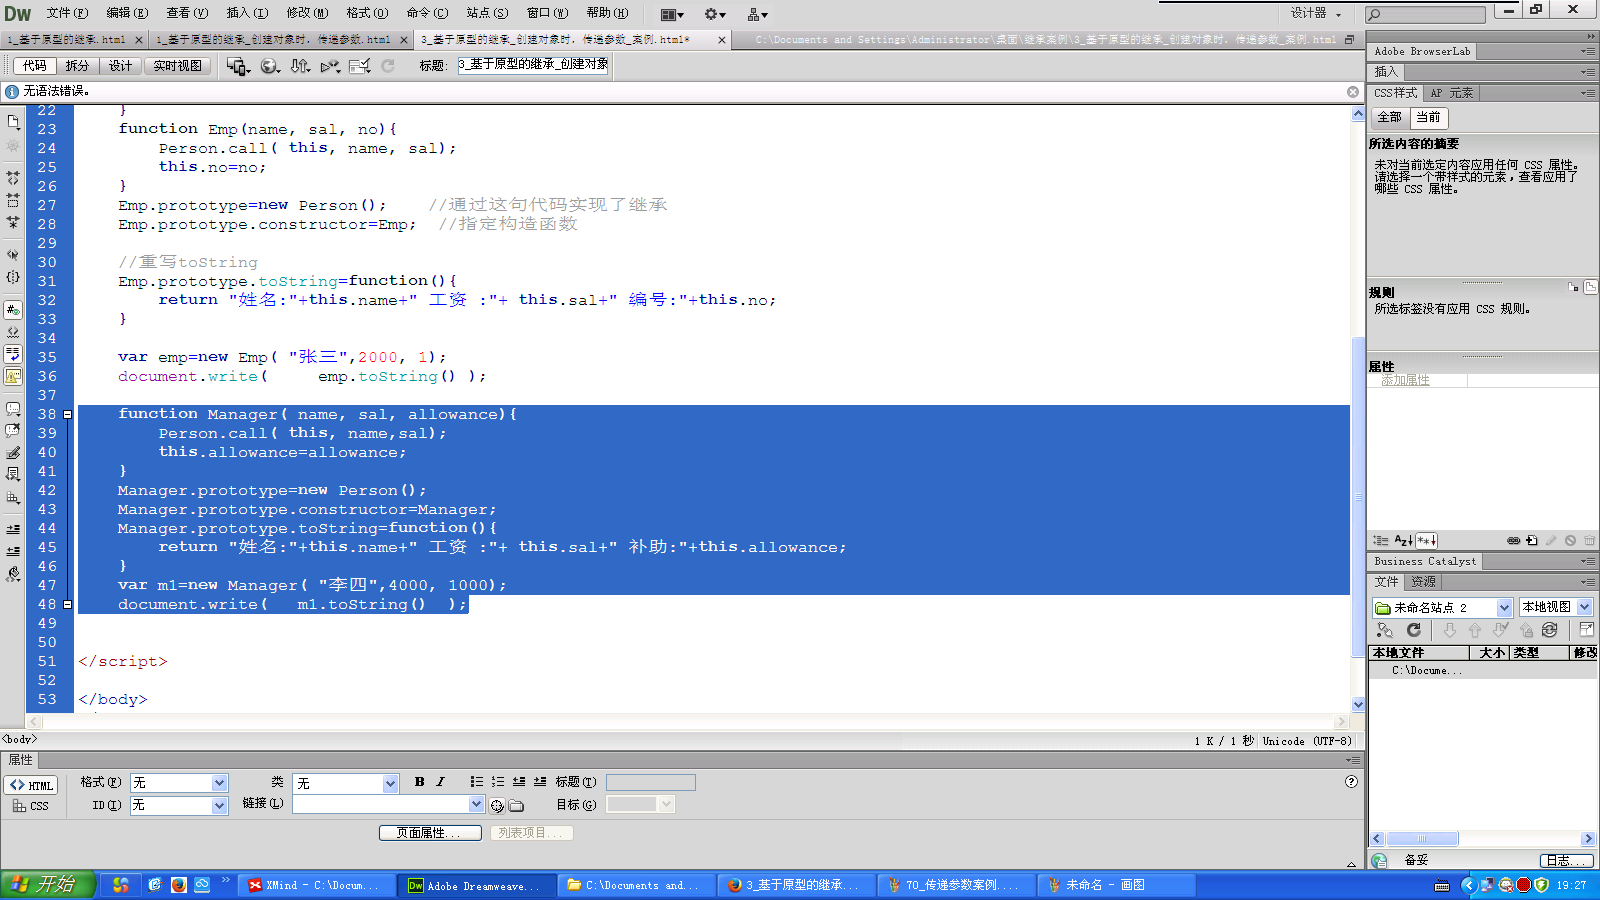 Dw 文件(F) 编辑(E) 查看(V) 插入(I) 修改(M) 格式(O) 命令(C) 站点(S) 窗口(W) 帮助(H) 设计器
1_基于原型的继承.html 1_基于原型的继承_创建对象时，传递参数.html 3_基于原型的继承_创建对象时，传递参数_案例.html* C:\Documents and Settings\Administrator\桌面\继承案例\3_基于原型的继承_创建对象时，传递参数_案例.html
代码 拆分 设计 实时视图 标题: 3_基于原型的继承_创建对象
无语法错误。
22 }
23 function Emp(name, sal, no){
24 Person.call( this, name, sal);
25 this.no=no;
26 }
27 Emp.prototype=new Person(); //通过这句代码实现了继承
28 Emp.prototype.constructor=Emp; //指定构造函数
29
30 //重写toString
31 Emp.prototype.toString=function(){
32 return "姓名:"+this.name+" 工资 :"+ this.sal+" 编号:"+this.no;
33 }
34
35 var emp=new Emp( "张三",2000, 1);
36 document.write( emp.toString() );
37
38 function Manager( name, sal, allowance){
39 Person.call( this, name,sal);
40 this.allowance=allowance;
41 }
42 Manager.prototype=new Person();
43 Manager.prototype.constructor=Manager;
44 Manager.prototype.toString=function(){
45 return "姓名:"+this.name+" 工资 :"+ this.sal+" 补助:"+this.allowance;
46 }
47 var m1=new Manager( "李四",4000, 1000);
48 document.write( m1.toString() );
49
50
51 </script>
52
53 </body>
<body> 1 K / 1 秒 Unicode (UTF-8)
属性
HTML 格式(F) 无 类 无 B I 标题(T)
CSS ID(I) 无 链接(L) 目标(G)
页面属性... 列表项目...
Adobe BrowserLab
插入
CSS样式 AP 元素
全部 当前
所选内容的摘要
未对当前选定内容应用任何 CSS 属性。
请选择一个带样式的元素，查看应用了
哪些 CSS 属性。
规则
所选标签没有应用 CSS 规则。
属性
添加属性
Az↓ **↓
Business Catalyst
文件 资源
未命名站点 2 本地视图
本地文件 大小 类型 修改
C:\Docume...
备妥 日志...
开始 XMind - C:\Docum... Adobe Dreamweave... C:\Documents and... 3_基于原型的继承... 70_传递参数案例.... 未命名 - 画图 19:27